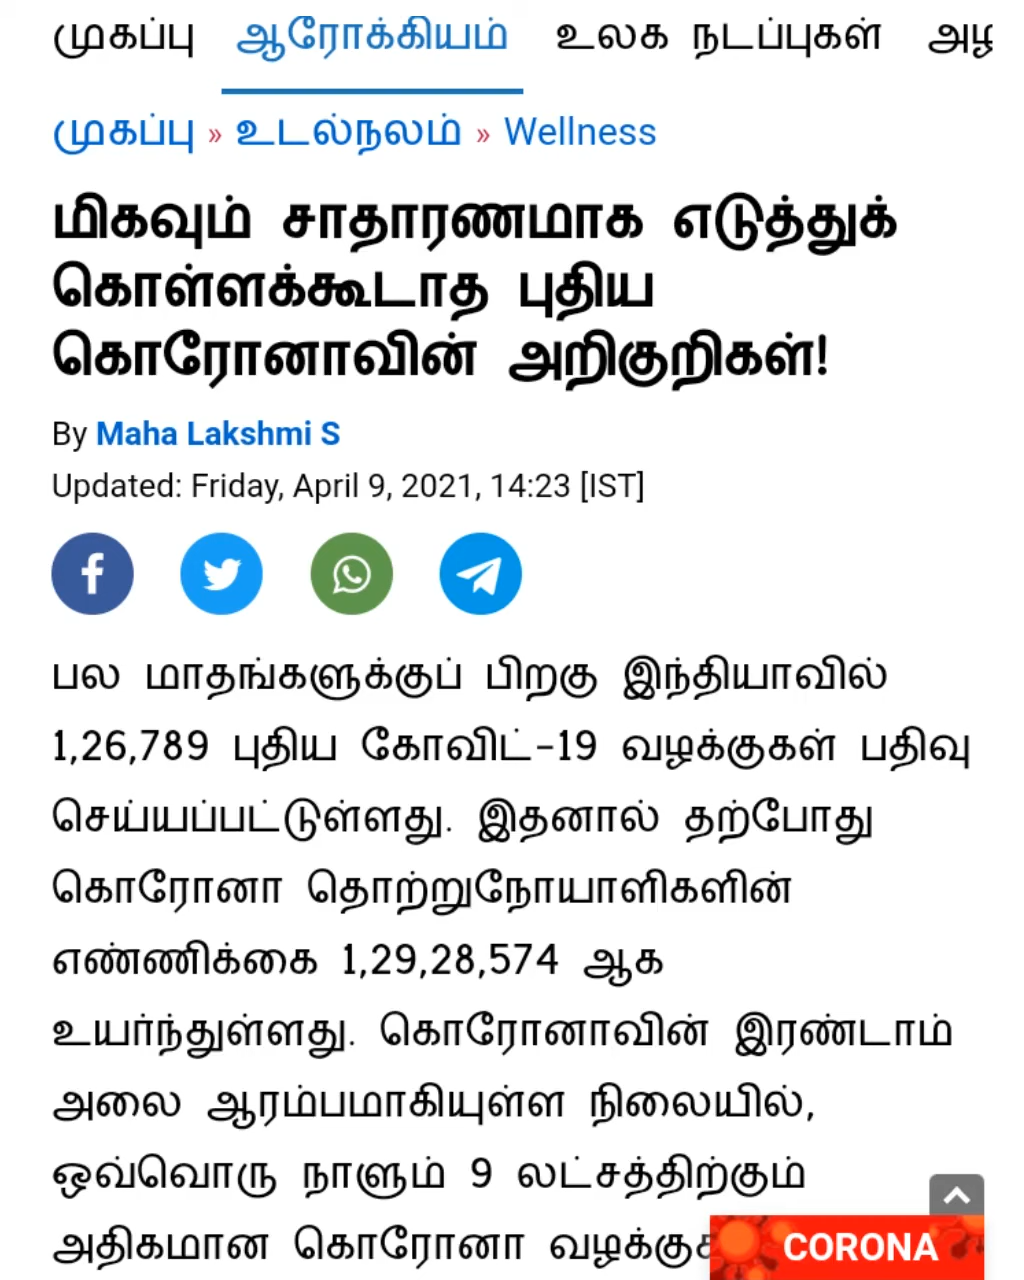 முகப்பு ஆரோக்கியம் உலக நடப்புகள்
முகப்பு » உடல்நலம் » Wellness
மிகவும் சாதாரணமாக எடுத்துக்
கொள்ளக்கூடாத புதிய
கொரோனாவின் அறிகுறிகள்!
By Maha Lakshmi S
Updated: Friday, April 9, 2021, 14:23 [IST]
பல மாதங்களுக்குப் பிறகு இந்தியாவில்
1,26,789 புதிய கோவிட்-19 வழக்குகள் பதிவு
செய்யப்பட்டுள்ளது. இதனால் தற்போது
கொரோனா தொற்றுநோயாளிகளின்
எண்ணிக்கை 1,29,28,574 ஆக
உயர்ந்துள்ளது. கொரோனாவின் இரண்டாம்
அலை ஆரம்பமாகியுள்ள நிலையில்,
ஒவ்வொரு நாளும் 9 லட்சத்திற்கும்
அதிகமான கொரோனா
CORONA